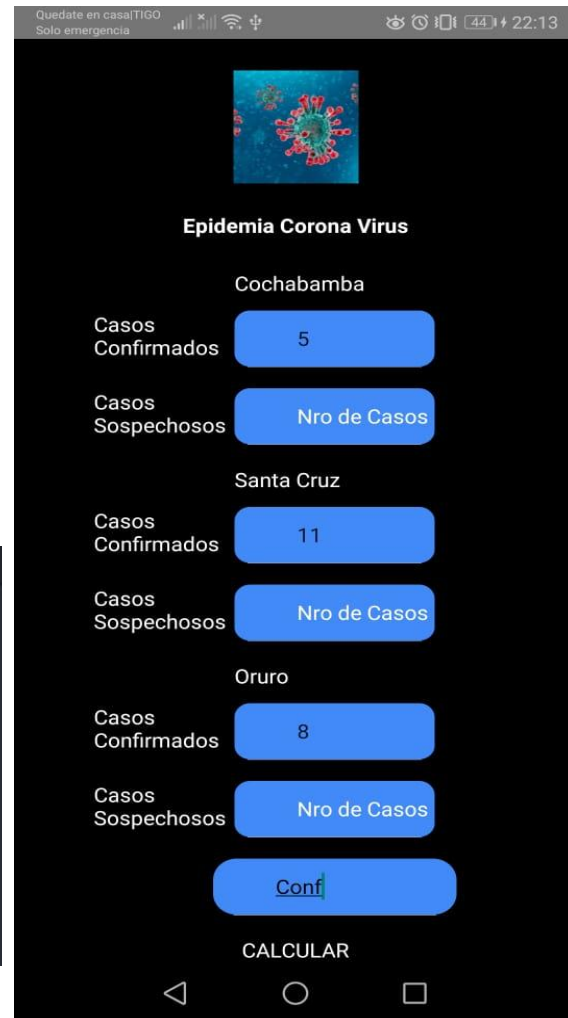 Quedate en casa|TIGO
Solo emergencia
44 22:13
Epidemia Corona Virus
Cochabamba
Casos
Confirmados
5
Casos
Sospechosos
Nro de Casos
Santa Cruz
Casos
Confirmados
11
Casos
Sospechosos
Nro de Casos
Oruro
Casos
Confirmados
8
Casos
Sospechosos
Nro de Casos
Conf
CALCULAR